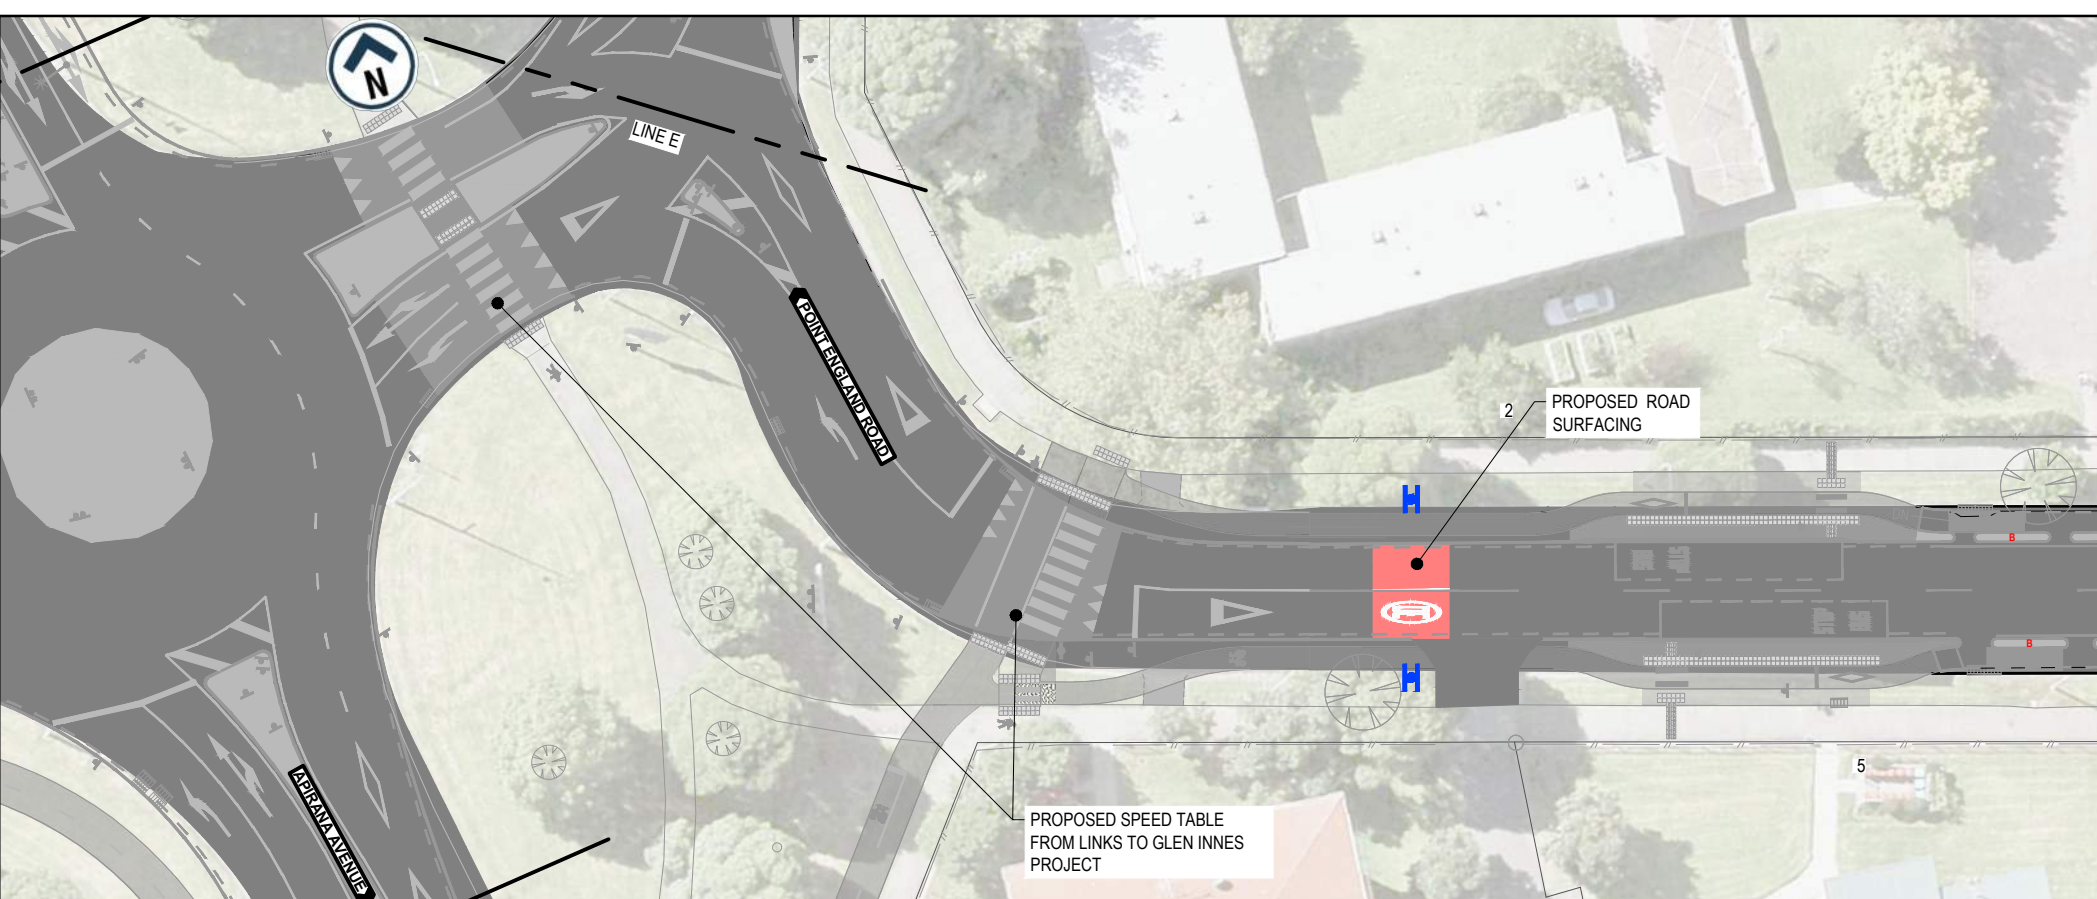 N
LINE E
POINT ENGLAND ROAD
2
PROPOSED ROAD
SURFACING
B
B
5
APIRANA AVENUE
PROPOSED SPEED TABLE
FROM LINKS TO GLEN INNES
PROJECT